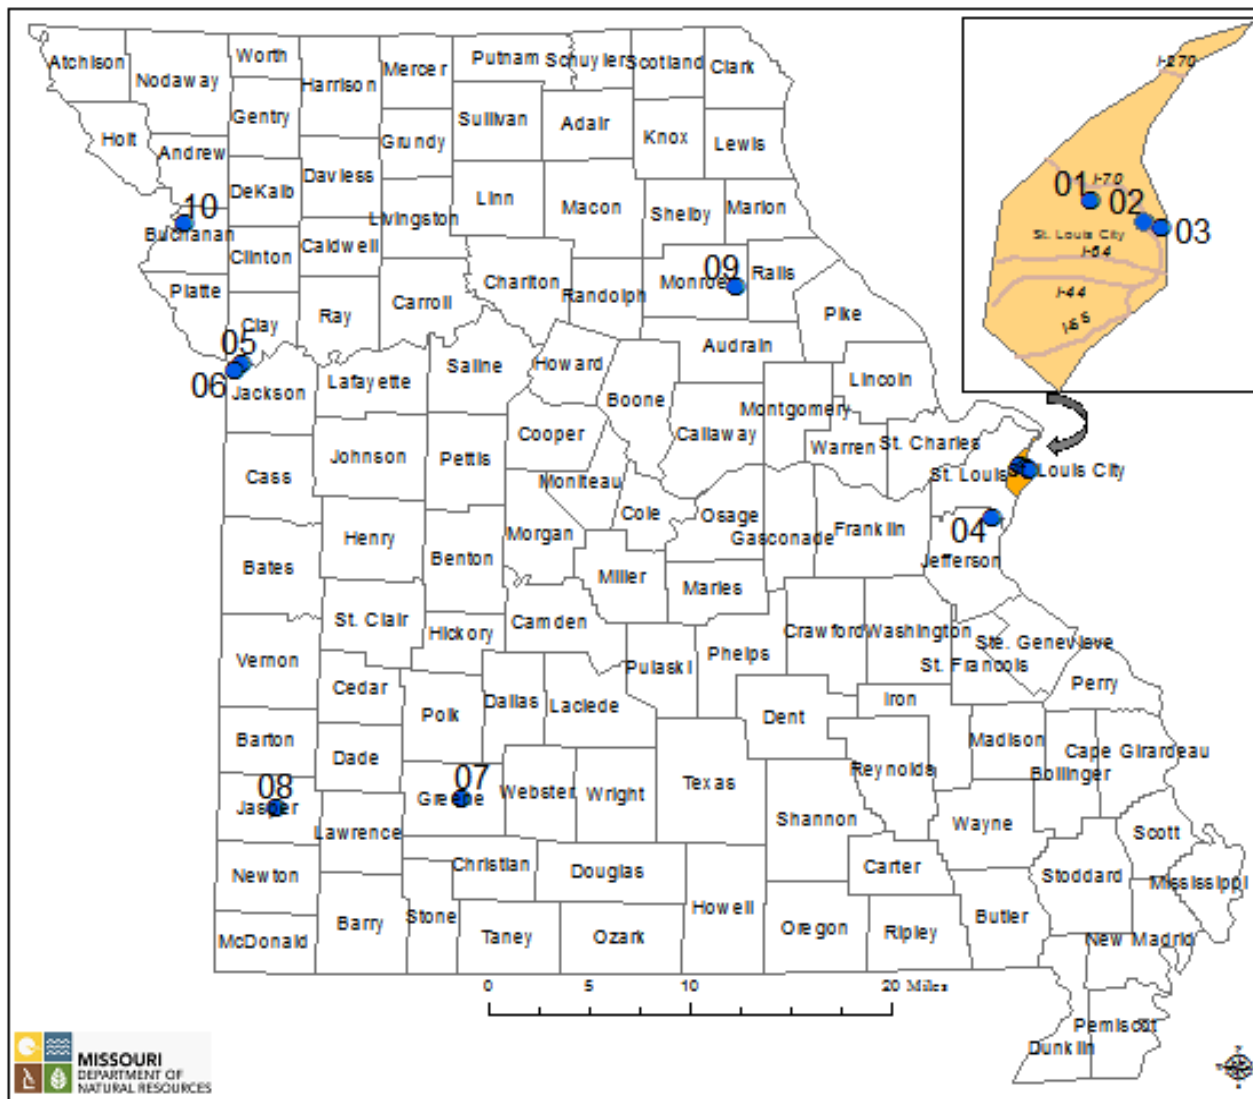 Atchison
Nodaway
Worth
Harrison
Mercer
Putnam
Schuyler
Scotland
Clark
I-270
Holt
Gentry
Sullivan
Adair
Knox
Lewis
Andrew
DeKalb
Daviess
Grundy
Linn
Macon
Shelby
Marion
01
I-70
02
03
St. Louis City
I-64
I-44
I-55
10
Buchanan
Clinton
Caldwell
Livingston
Chariton
Randolph
09
Monroe
Ralls
Platte
Clay
Ray
Carroll
Pike
05
06
Jackson
Lafayette
Saline
Howard
Boone
Audrain
Lincoln
Montgomery
Callaway
Warren
St. Charles
Cass
Johnson
Pettis
Cooper
Moniteau
Cole
Osage
Gasconade
Franklin
St. Louis
St. Louis City
04
Jefferson
Bates
Henry
Benton
Morgan
Miller
Maries
St. Clair
Hickory
Camden
Pulaski
Phelps
Crawford
Washington
Ste. Genevieve
St. Francois
Perry
Vernon
Cedar
Polk
Dallas
Laclede
Dent
Iron
Madison
Cape Girardeau
Bollinger
Barton
Dade
08
Jasper
07
Greene
Webster
Wright
Texas
Reynolds
Shannon
Wayne
Scott
Lawrence
Christian
Douglas
Carter
Stoddard
Mississippi
Newton
Barry
Stone
Howell
Oregon
Ripley
Butler
New Madrid
McDonald
Taney
Ozark
0 5 10 20 Miles
Pemiscot
Dunklin
MISSOURI
DEPARTMENT OF
NATURAL RESOURCES